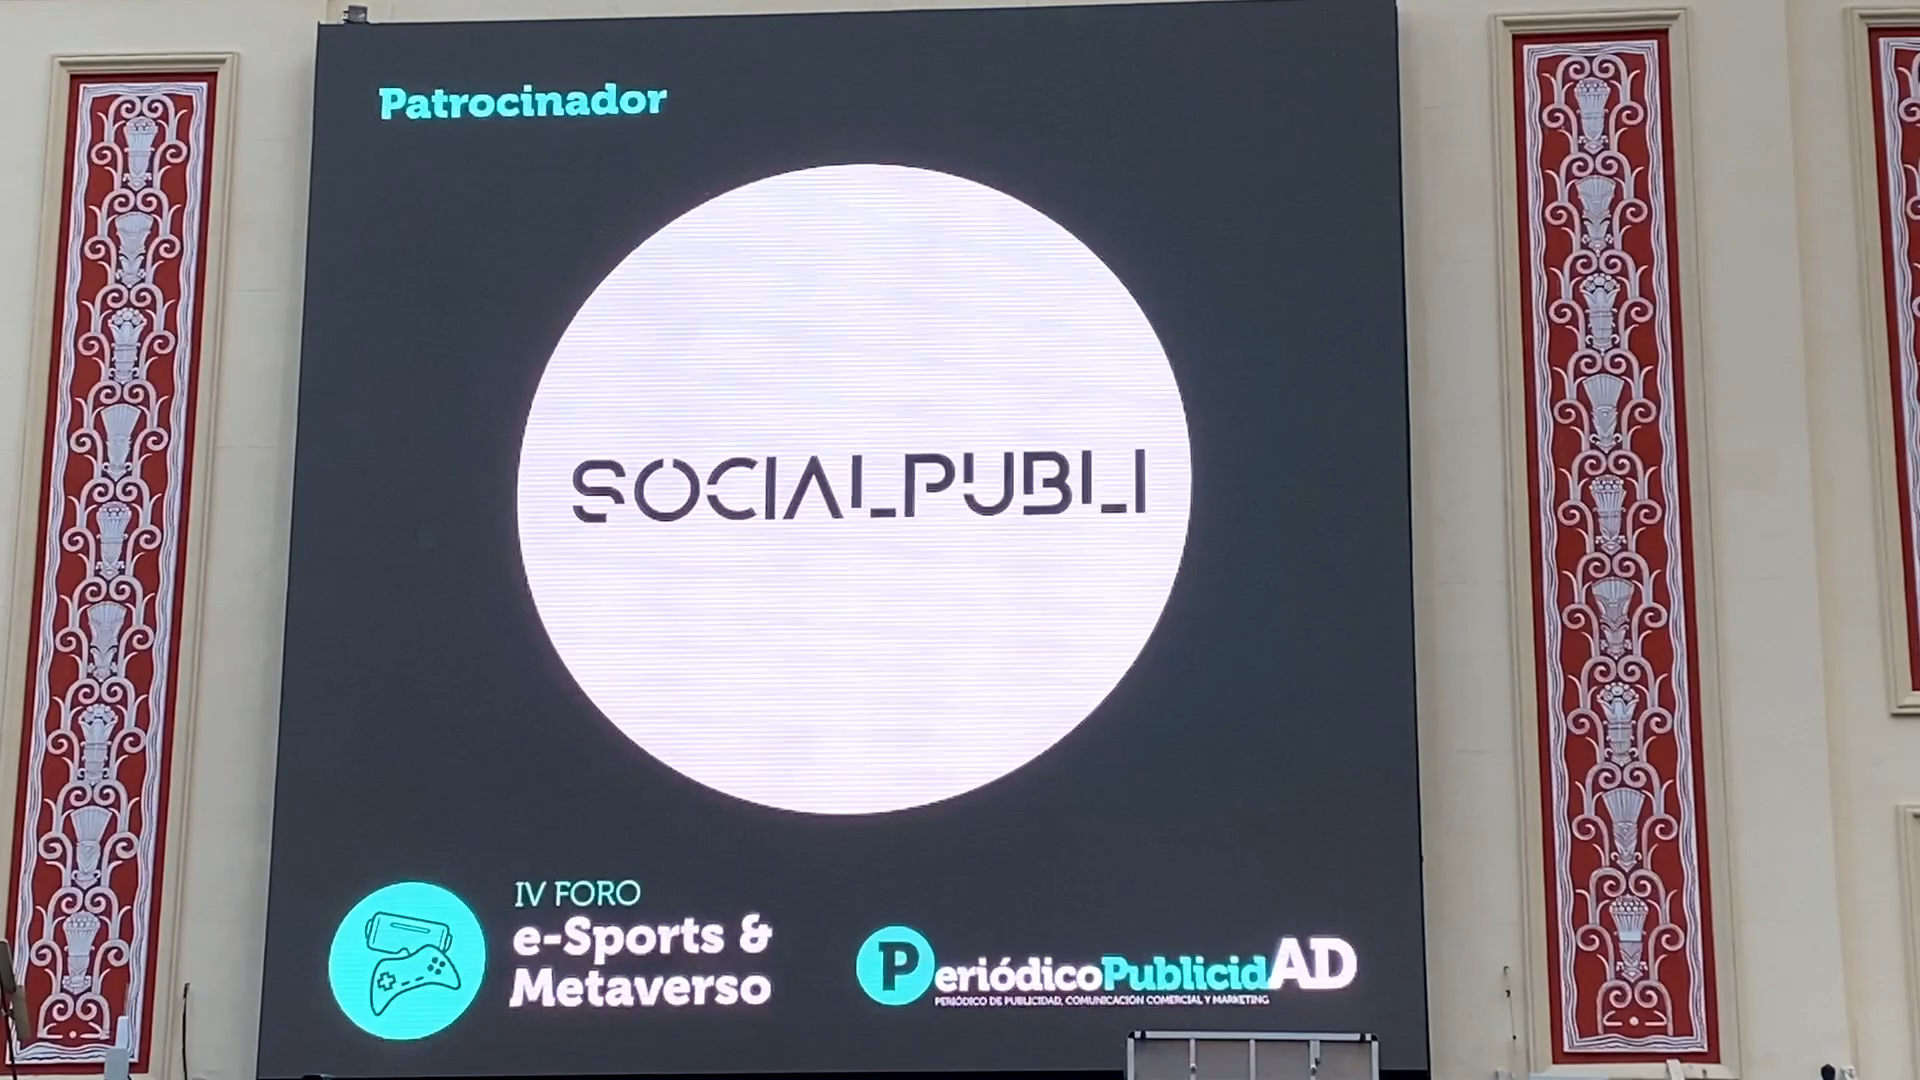 Patrocinador
SOCIALPUBLI
IV FORO
e-Sports &
Metaverso
PeriódicoPublicidAD
PERIÓDICO DE PUBLICIDAD, COMUNICACIÓN COMERCIAL Y MARKETING